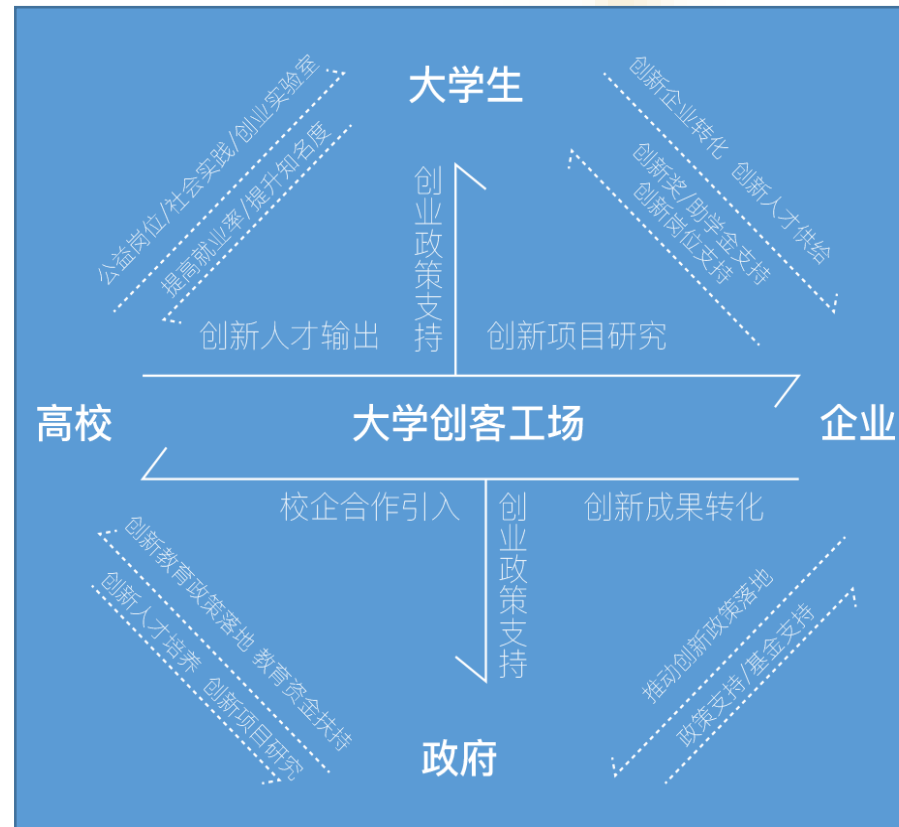 大学生
公益岗位/社会实践/创业实验室
提高就业率/提升知名度
创业政策支持
创新企业转化 创新人才供给
创新奖/助学金支持
创新岗位支持
创新人才输出
创新项目研究
高校
大学创客工场
企业
校企合作引入
创业政策支持
创新成果转化
创新教育政策落地 教育资金扶持
创新人才培养 创新项目研究
推动创新政策落地
政策支持/基金支持
政府